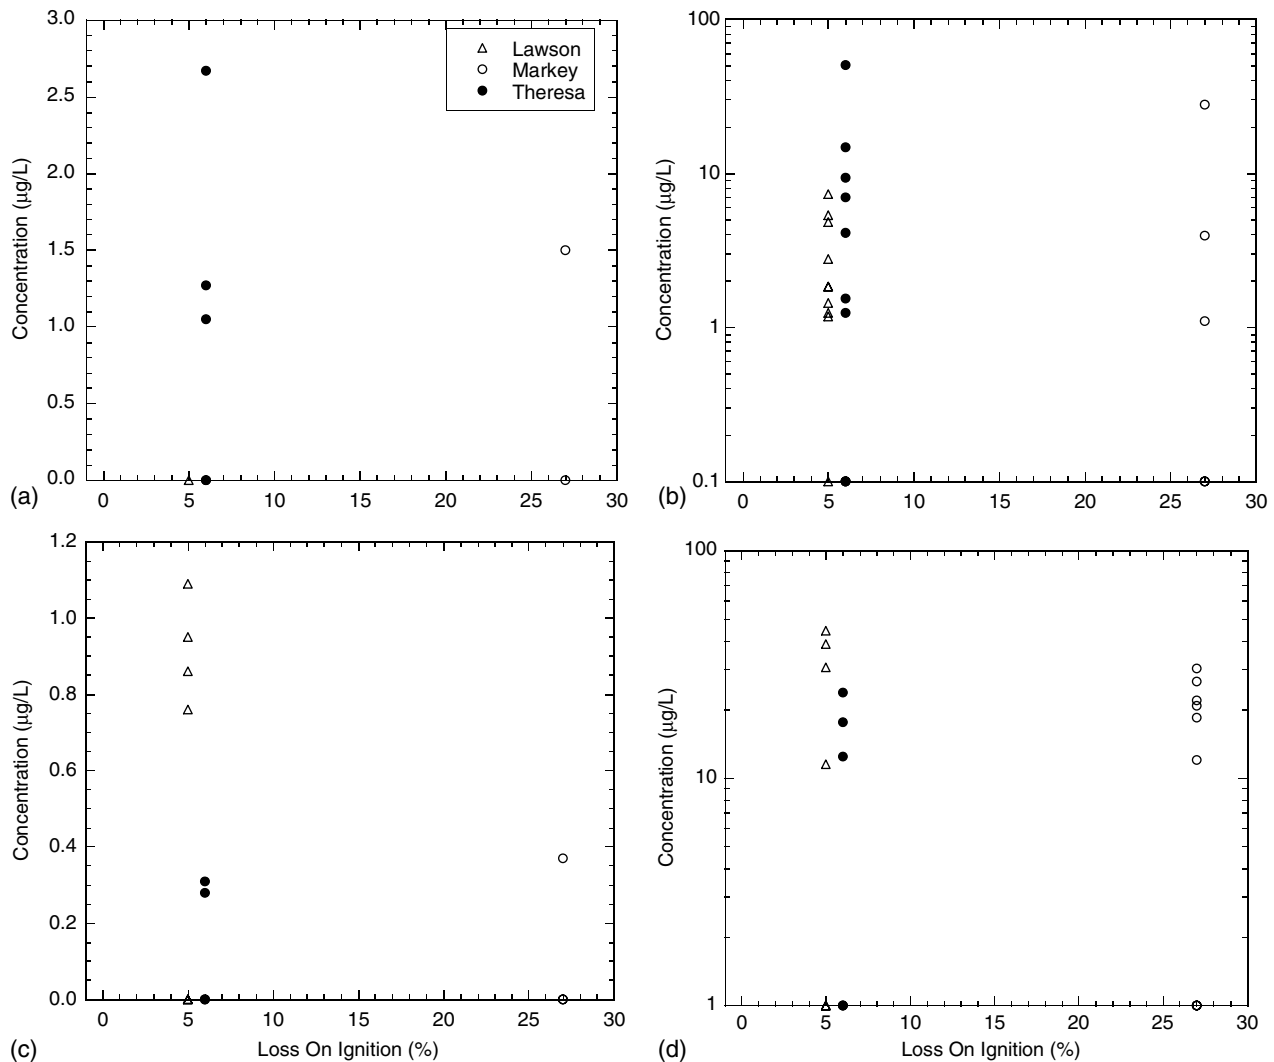 3.0
2.5
2.0
1.5
1.0
0.5
0.0
Concentration (µg/L)
Lawson
Markey
Theresa
(a)
0 5 10 15 20 25 30
100
10
1
0.1
Concentration (µg/L)
(b)
0 5 10 15 20 25 30
1.2
1.0
0.8
0.6
0.4
0.2
0.0
Concentration (µg/L)
0 5 10 15 20 25 30
(c)
Loss On Ignition (%)
100
10
1
Concentration (µg/L)
0 5 10 15 20 25 30
(d)
Loss On Ignition (%)